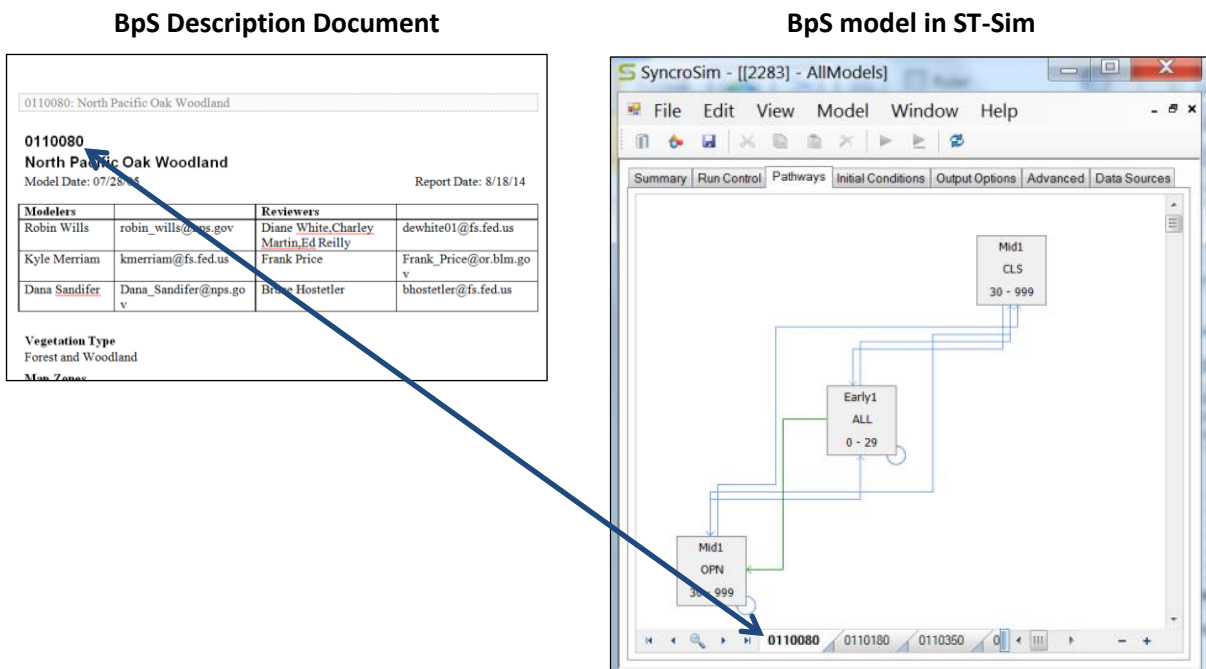 BpS Description Document
BpS model in ST-Sim
0110080: North Pacific Oak Woodland
0110080
North Pacific Oak Woodland
Model Date: 07/28/05 Report Date: 8/18/14
Modelers Reviewers
Robin Wills robin_wills@nps.gov Diane White,Charley dewhite01@fs.fed.us
Martin,Ed Reilly
Kyle Merriam kmerriam@fs.fed.us Frank Price Frank_Price@or.blm.go
v
Dana Sandifer Dana_Sandifer@nps.go Bruce Hostetler bhostetler@fs.fed.us
v
Vegetation Type
Forest and Woodland
Map Zones
SyncroSim - [[2283] - AllModels]
File Edit View Model Window Help
Summary Run Control Pathways Initial Conditions Output Options Advanced Data Sources
Mid1
CLS
30 - 999
Early1
ALL
0 - 29
Mid1
OPN
30 - 999
0110080 0110180 0110350 0